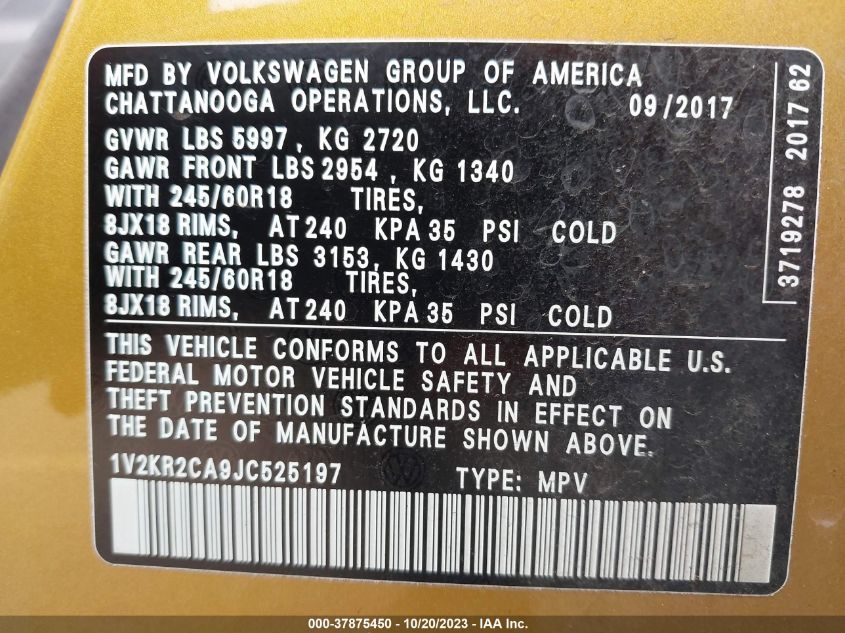 MFD BY VOLKSWAGEN GROUP OF AMERICA
CHATTANOOGA OPERATIONS, LLC. 09/2017
GVWR LBS 5997, KG 2720
GAWR FRONT LBS 2954, KG 1340
WITH 245/60R18 TIRES,
8JX18 RIMS, AT 240 KPA 35 PSI COLD
GAWR REAR LBS 3153, KG 1430
WITH 245/60R18 TIRES,
8JX18 RIMS, AT 240 KPA 35 PSI COLD
3719278 2017 62
THIS VEHICLE CONFORMS TO ALL APPLICABLE U.S.
FEDERAL MOTOR VEHICLE SAFETY AND
THEFT PREVENTION STANDARDS IN EFFECT ON
THE DATE OF MANUFACTURE SHOWN ABOVE.
1V2KR2CA9JC525197 TYPE: MPV
000-37875450 - 10/20/2023 - © IAA Inc.